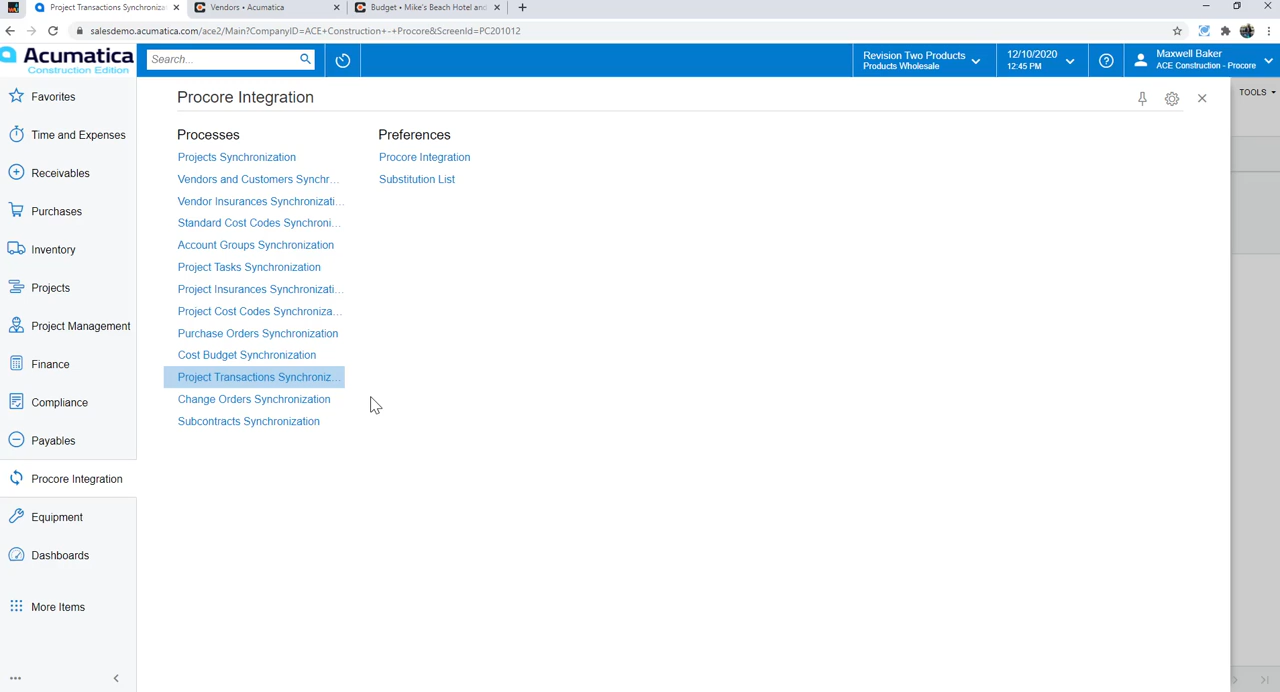 Project Transactions Synchroniza
Vendors • Acumatica
Budget • Mike's Beach Hotel and
salesdemo.acumatica.com/ace2/Main?CompanyID=ACE+Construction+-+Procore&ScreenId=PC201012
Acumatica
Construction Edition
Search...
Revision Two Products
Products Wholesale
12/10/2020
12:45 PM
Maxwell Baker
ACE Construction - Procore
TOOLS
Favorites
Time and Expenses
Receivables
Purchases
Inventory
Projects
Project Management
Finance
Compliance
Payables
Procore Integration
Equipment
Dashboards
More Items
Procore Integration
Processes
Projects Synchronization
Vendors and Customers Synchr...
Vendor Insurances Synchronizati...
Standard Cost Codes Synchroni...
Account Groups Synchronization
Project Tasks Synchronization
Project Insurances Synchronizati...
Project Cost Codes Synchroniza...
Purchase Orders Synchronization
Cost Budget Synchronization
Project Transactions Synchroniz...
Change Orders Synchronization
Subcontracts Synchronization
Preferences
Procore Integration
Substitution List